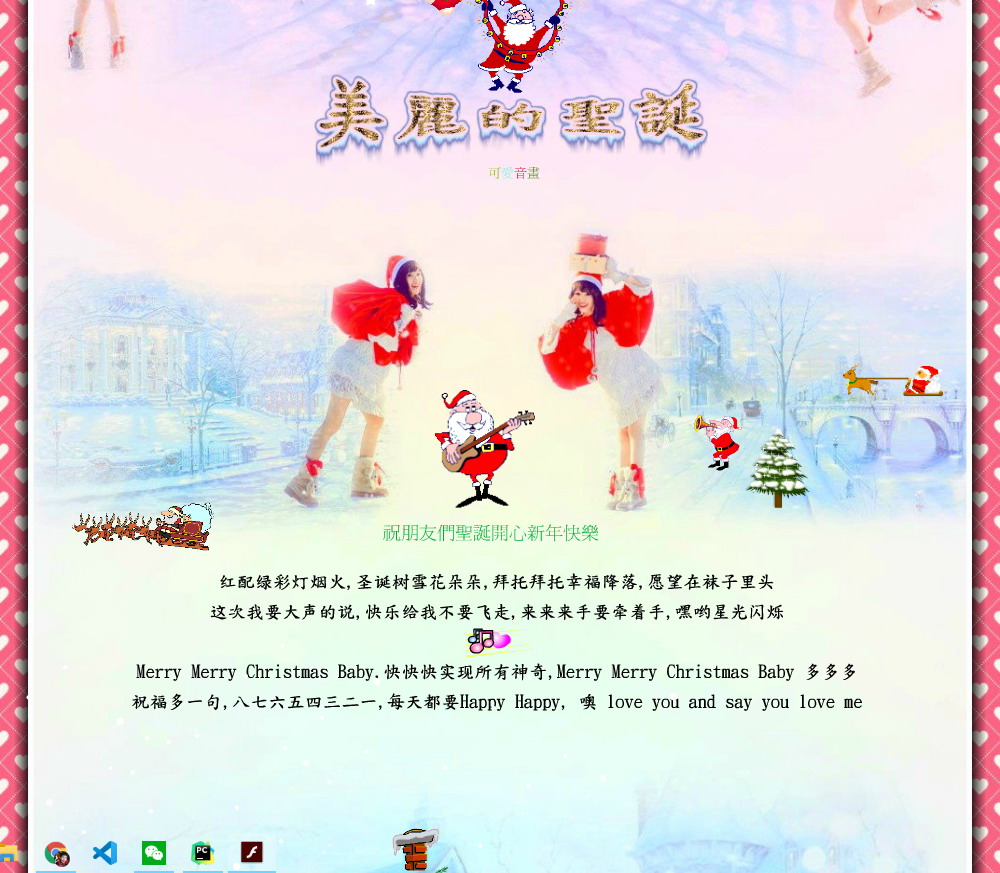 美麗的聖誕
可愛音畫
祝朋友們聖誕開心新年快樂
红配绿彩灯烟火,圣诞树雪花朵朵,拜托拜托幸福降落,愿望在袜子里头
这次我要大声的说,快乐给我不要飞走,来来来手要牵着手,嘿哟星光闪烁
Merry Merry Christmas Baby.快快快实现所有神奇,Merry Merry Christmas Baby 多多多
祝福多一句,八七六五四三二一,每天都要Happy Happy, 噢 love you and say you love me
PC